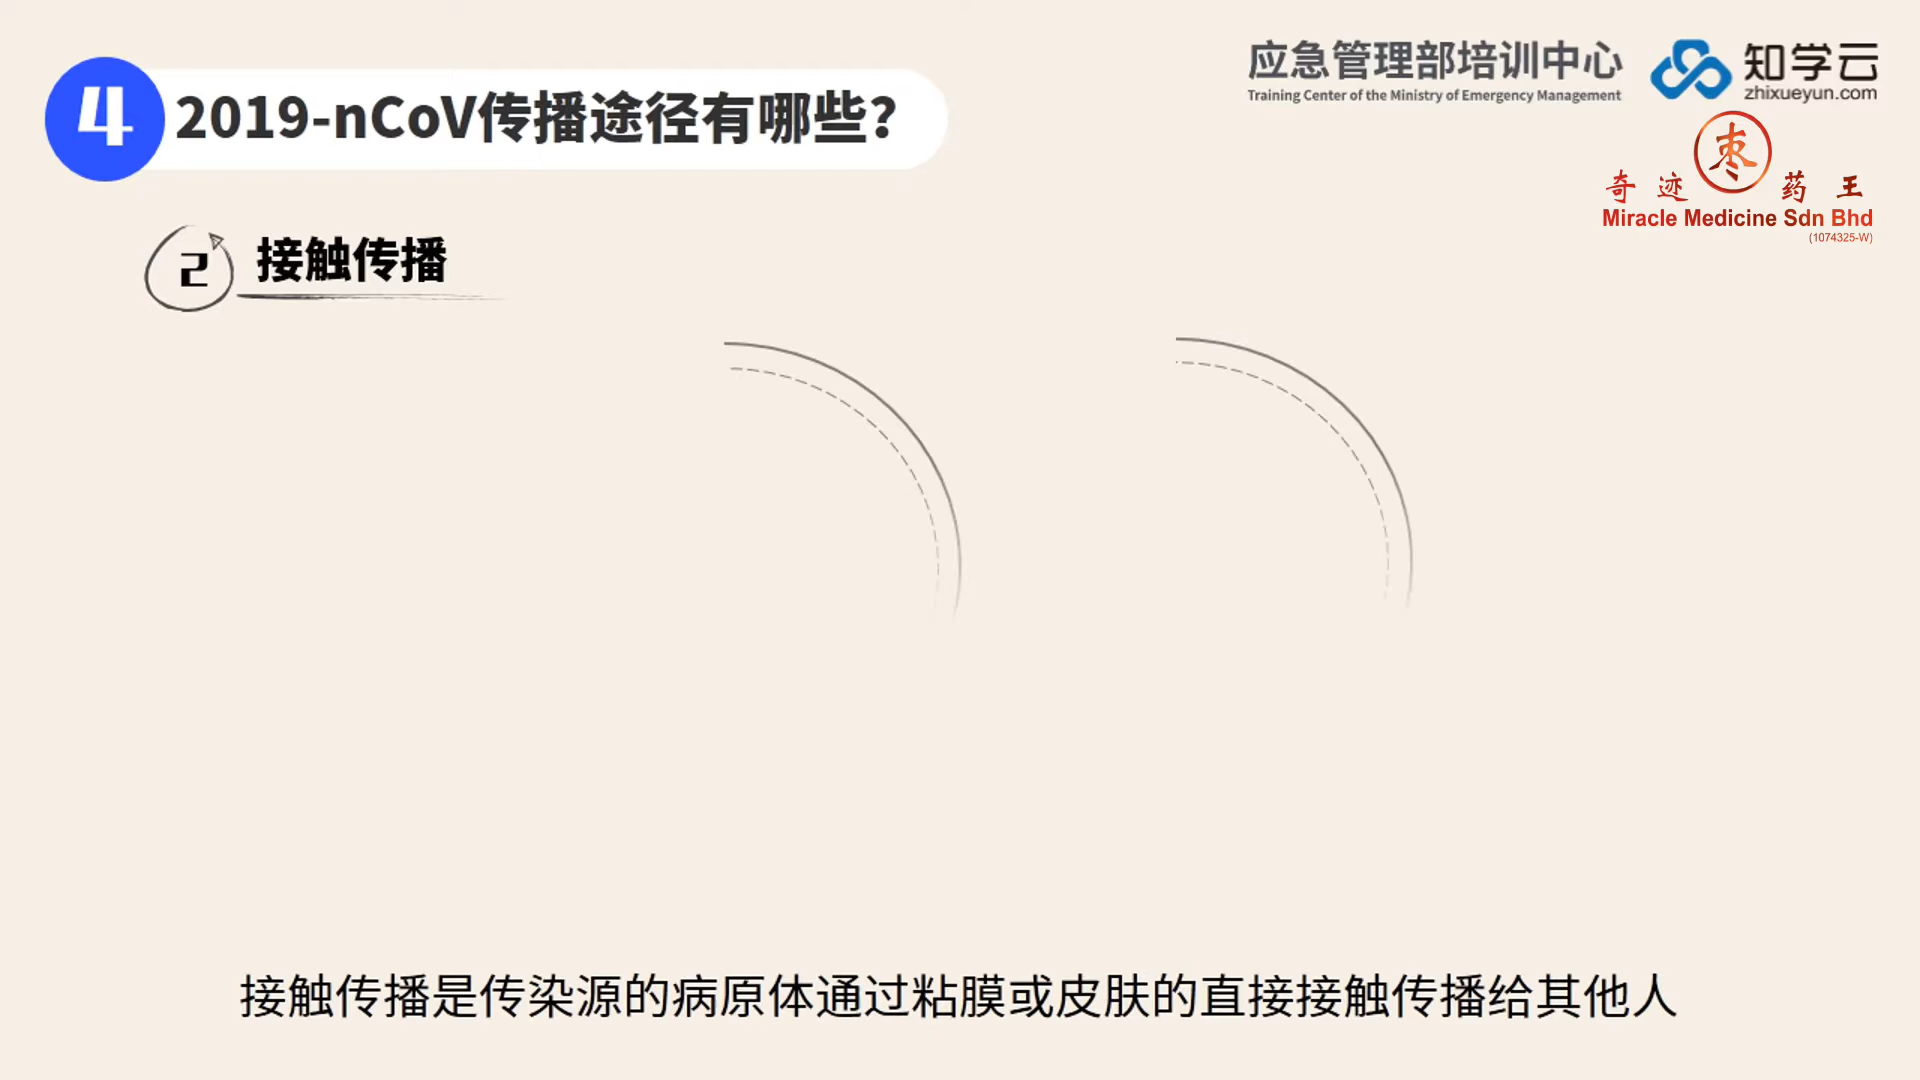 4
2019-nCoV传播途径有哪些？
应急管理部培训中心
Training Center of the Ministry of Emergency Management
知学云
zhixueyun.com
奇迹枣药王
Miracle Medicine Sdn Bhd
(1074325-W)
2
接触传播
接触传播是传染源的病原体通过粘膜或皮肤的直接接触传播给其他人